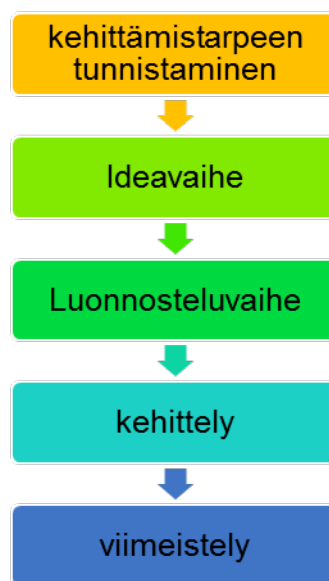 kehittämistarpeen
tunnistaminen
Ideavaihe
Luonnosteluvaihe
kehittely
viimeistely